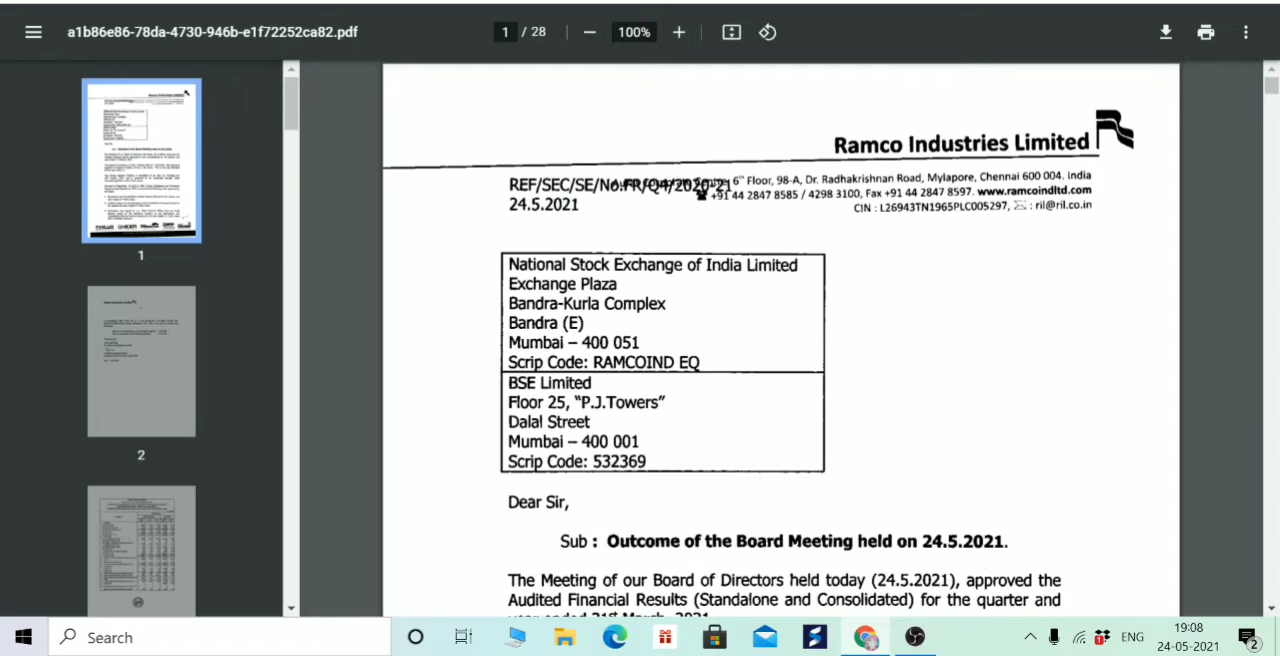 a1b86e86-78da-4730-946b-e1f72252ca82.pdf
1 / 28
100%
Ramco Industries Limited
REF/SEC/SE/No.FR/Q4/2020-21
6th Floor, 98-A, Dr. Radhakrishnan Road, Mylapore, Chennai 600 004. India
24.5.2021
+91 44 2847 8585 / 4298 3100, Fax +91 44 2847 8597. www.ramcoindltd.com
CIN : L26943TN1965PLC005297, : ril@ril.co.in
National Stock Exchange of India Limited
Exchange Plaza
Bandra-Kurla Complex
Bandra (E)
Mumbai – 400 051
Scrip Code: RAMCOIND EQ
BSE Limited
Floor 25, “P.J.Towers”
Dalal Street
Mumbai – 400 001
Scrip Code: 532369
Dear Sir,
Sub : Outcome of the Board Meeting held on 24.5.2021.
The Meeting of our Board of Directors held today (24.5.2021), approved the
Audited Financial Results (Standalone and Consolidated) for the quarter and
1
2
Search
ENG
19:08
24-05-2021
2